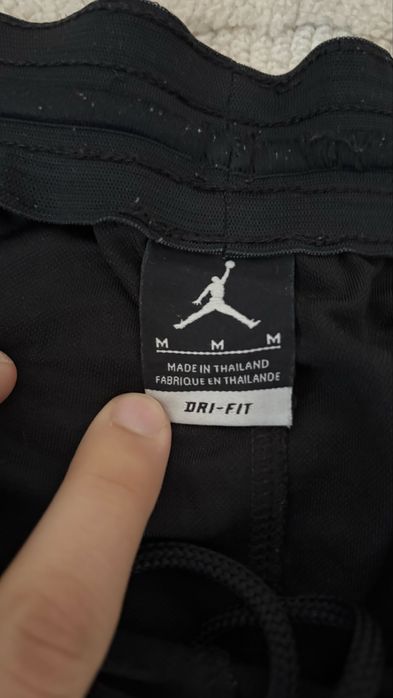 M M M
MADE IN THAILAND
FABRIQUE EN THAILANDE
DRI-FIT